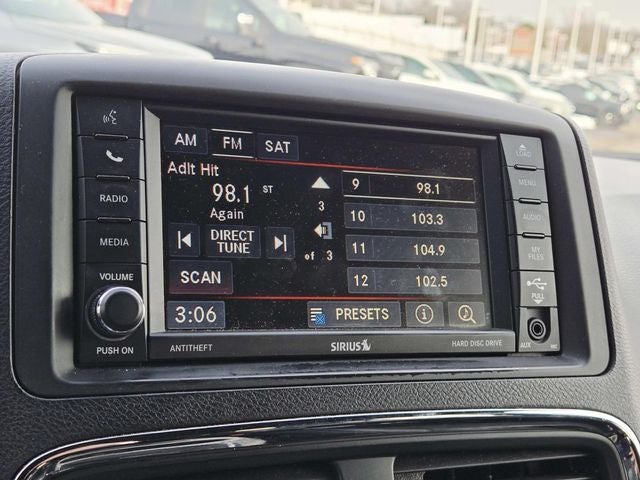 AM FM SAT
Adlt Hit
98.1 ST
Again
DIRECT
TUNE
SCAN
3:06
3
of 3
9 98.1
10 103.3
11 104.9
12 102.5
PRESETS
i
RADIO
MEDIA
VOLUME
PUSH ON
LOAD
MENU
AUDIO
MY
FILES
PULL
AUX
ANTITHEFT
SIRIUS
HARD DISC DRIVE